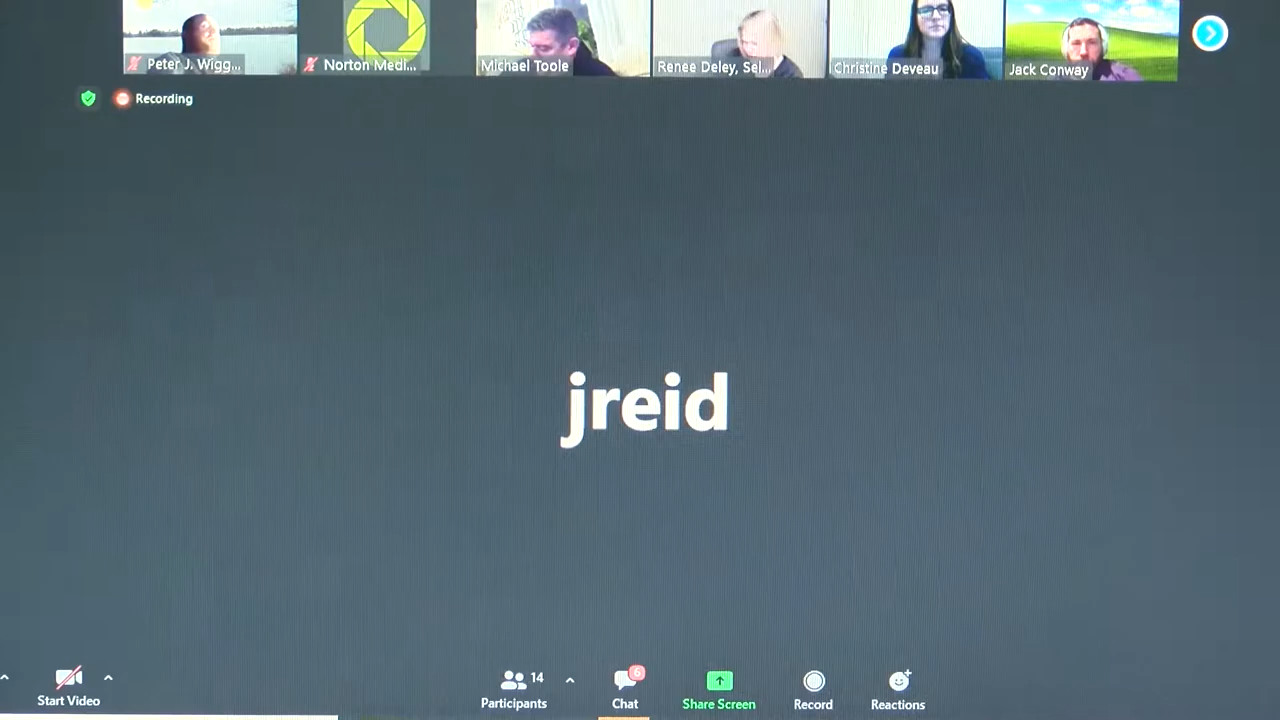 Peter J. Wigg...
Norton Medi...
Michael Toole
Renee Deley, Sel...
Christine Deveau
Jack Conway
Recording
jreid
Start Video
14
Participants
6
Chat
Share Screen
Record
Reactions